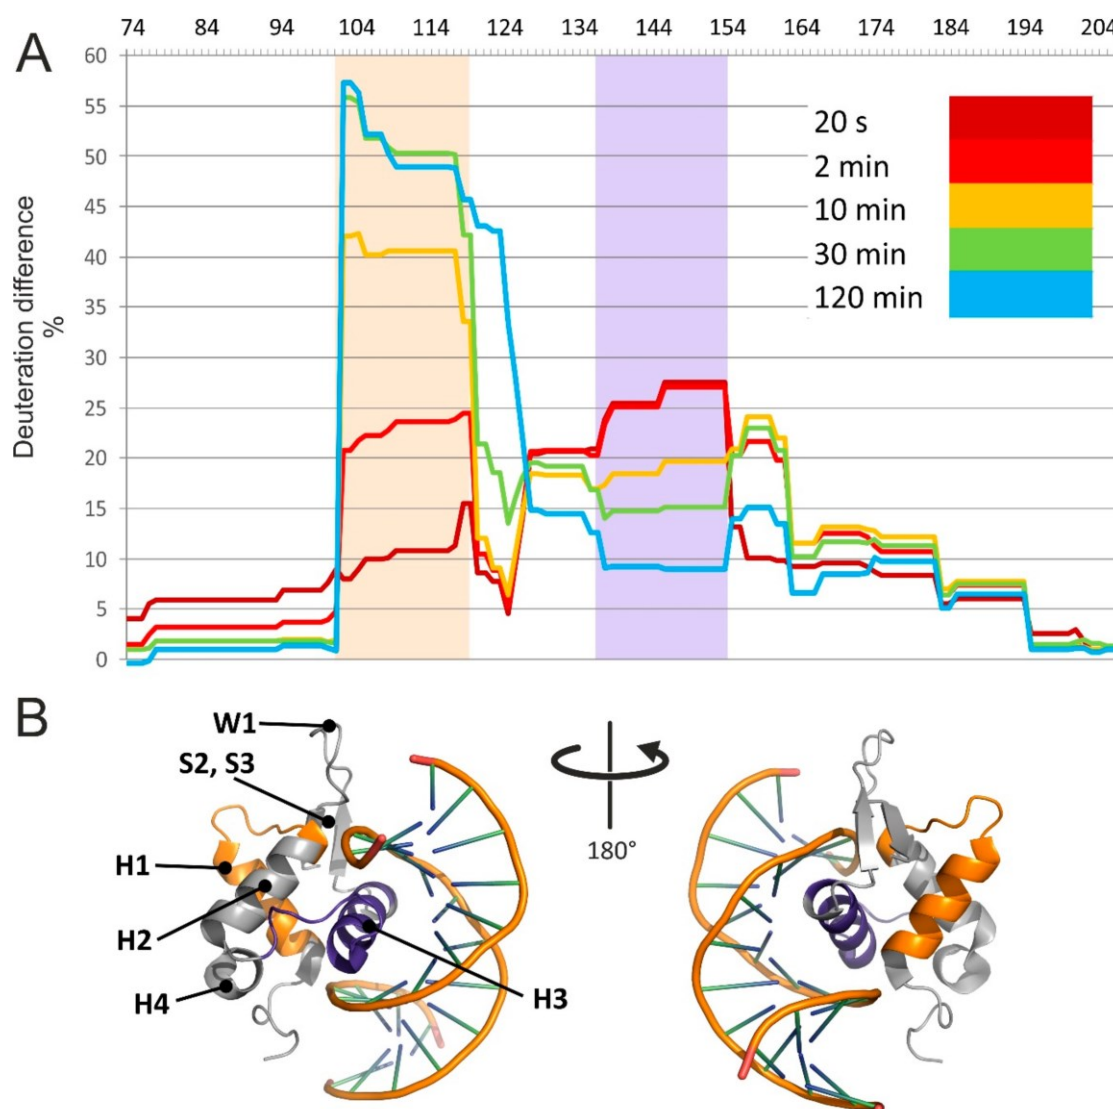 A
74 84 94 104 114 124 134 144 154 164 174 184 194 204
60
55
50
45
40
35
30
25
20
15
10
5
0
Deuteration difference
%
20 s
2 min
10 min
30 min
120 min
B
W1
S2, S3
H1
H2
H4
H3
180°